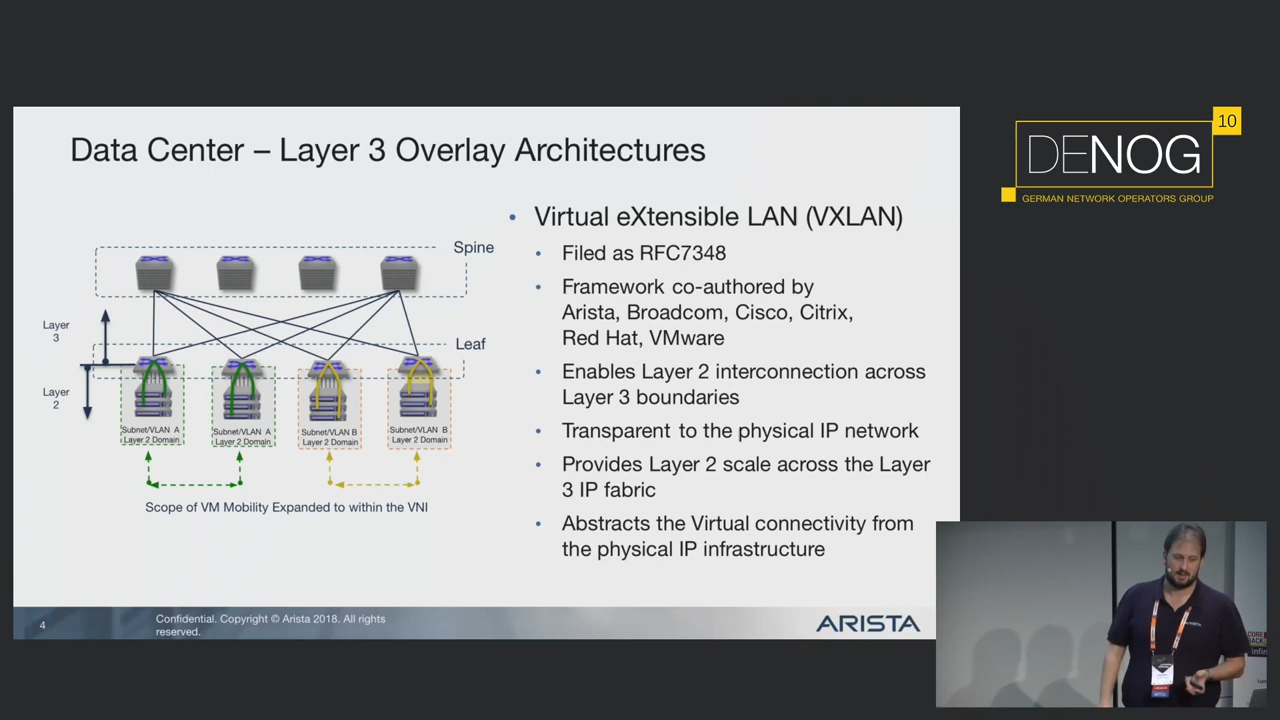 Data Center – Layer 3 Overlay Architectures
• Virtual eXtensible LAN (VXLAN)
• Filed as RFC7348
• Framework co-authored by
Arista, Broadcom, Cisco, Citrix,
Red Hat, VMware
• Enables Layer 2 interconnection across
Layer 3 boundaries
• Transparent to the physical IP network
• Provides Layer 2 scale across the Layer
3 IP fabric
• Abstracts the Virtual connectivity from
the physical IP infrastructure
Spine
Layer
3
Leaf
Layer
2
Subnet/VLAN A
Layer 2 Domain
Subnet/VLAN A
Layer 2 Domain
Subnet/VLAN B
Layer 2 Domain
Subnet/VLAN B
Layer 2 Domain
Scope of VM Mobility Expanded to within the VNI
4
Confidential. Copyright © Arista 2018. All rights
reserved.
ARISTA
10
DENOG
GERMAN NETWORK OPERATORS GROUP